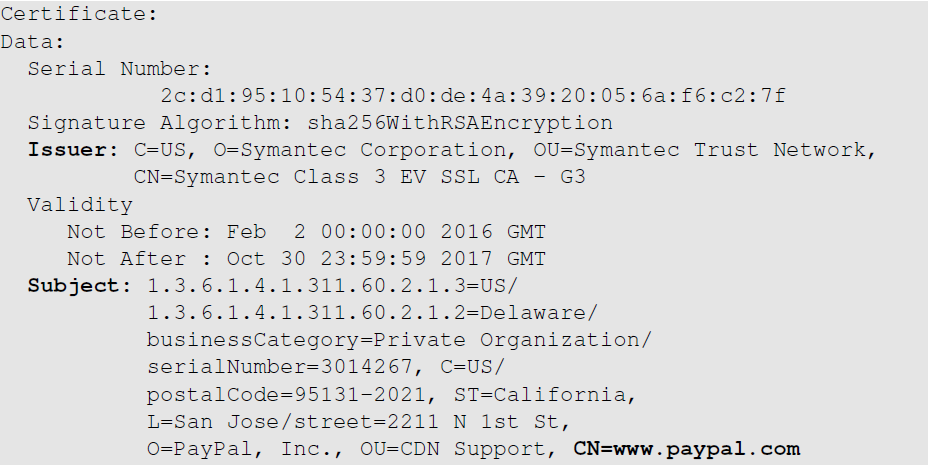 Certificate:
Data:
Serial Number:
2c:d1:95:10:54:37:d0:de:4a:39:20:05:6a:f6:c2:7f
Signature Algorithm: sha256WithRSAEncryption
Issuer: C=US, O=Symantec Corporation, OU=Symantec Trust Network,
CN=Symantec Class 3 EV SSL CA - G3
Validity
Not Before: Feb  2 00:00:00 2016 GMT
Not After : Oct 30 23:59:59 2017 GMT
Subject: 1.3.6.1.4.1.311.60.2.1.3=US/
1.3.6.1.4.1.311.60.2.1.2=Delaware/
businessCategory=Private Organization/
serialNumber=3014267, C=US/
postalCode=95131-2021, ST=California,
L=San Jose/street=2211 N 1st St,
O=PayPal, Inc., OU=CDN Support, CN=www.paypal.com